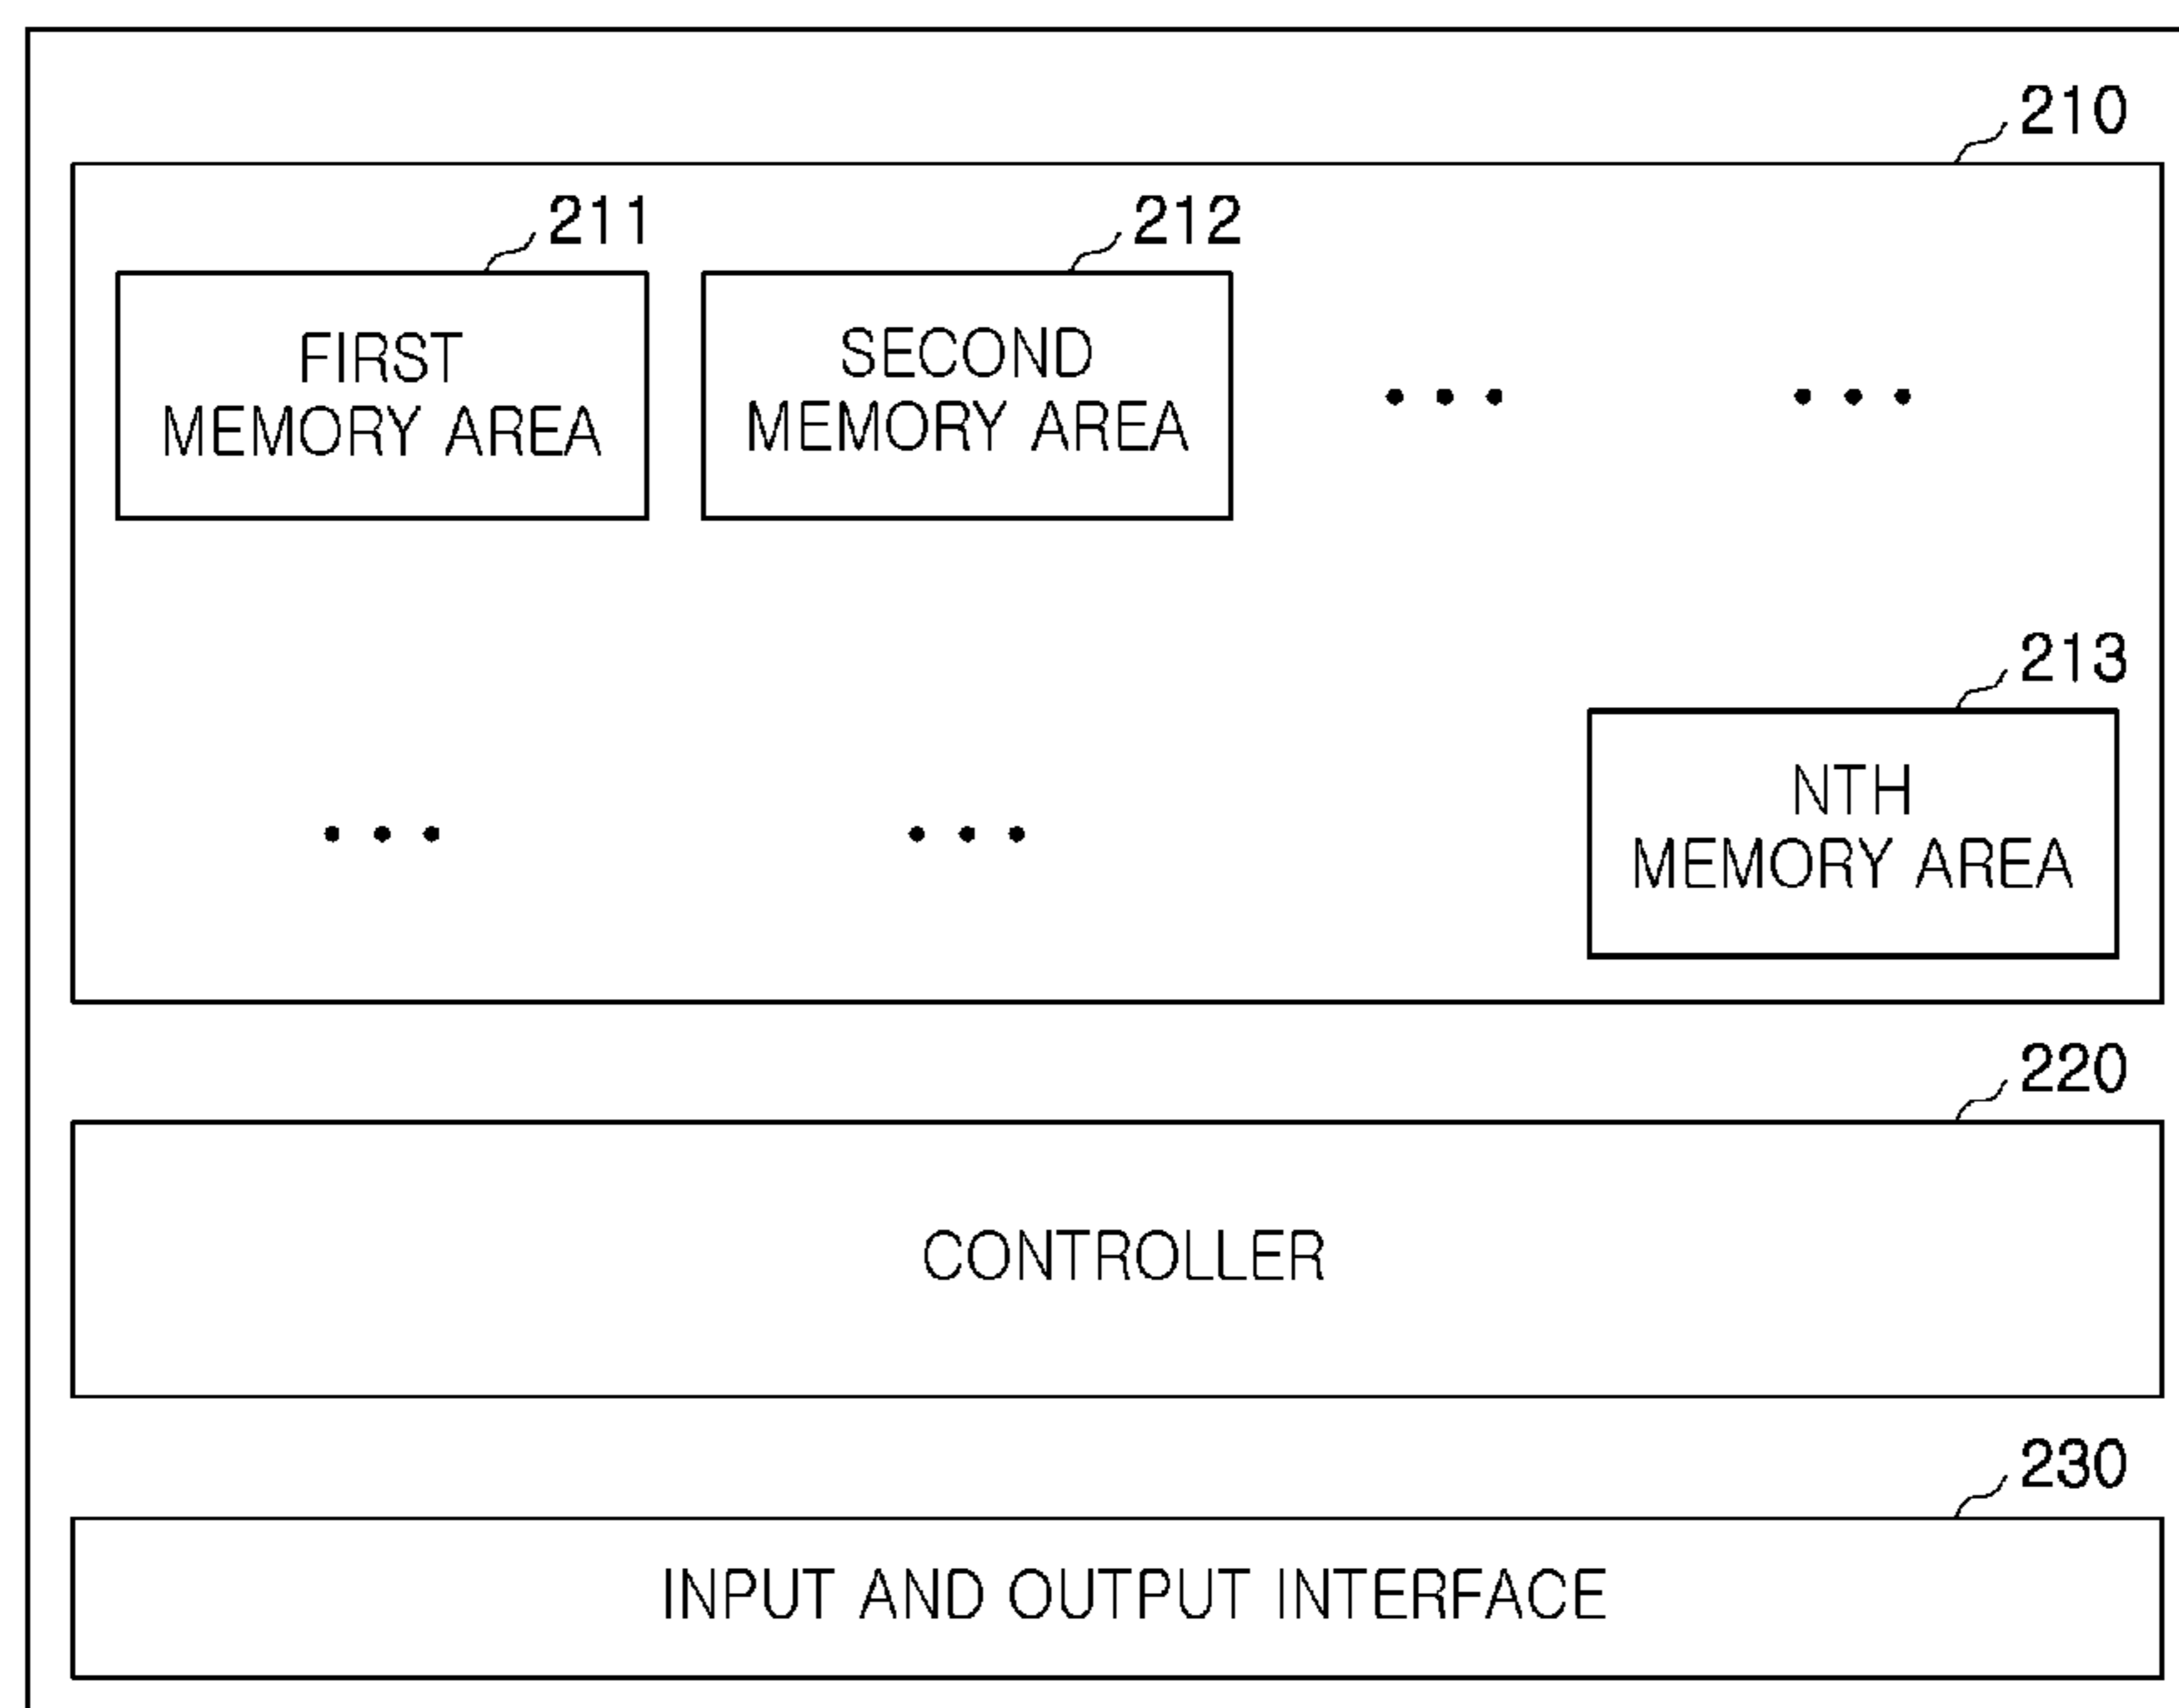 210
211
212
FIRST
MEMORY AREA
SECOND
MEMORY AREA
... ...
213
NTH
MEMORY AREA
... ...
220
CONTROLLER
230
INPUT AND OUTPUT INTERFACE